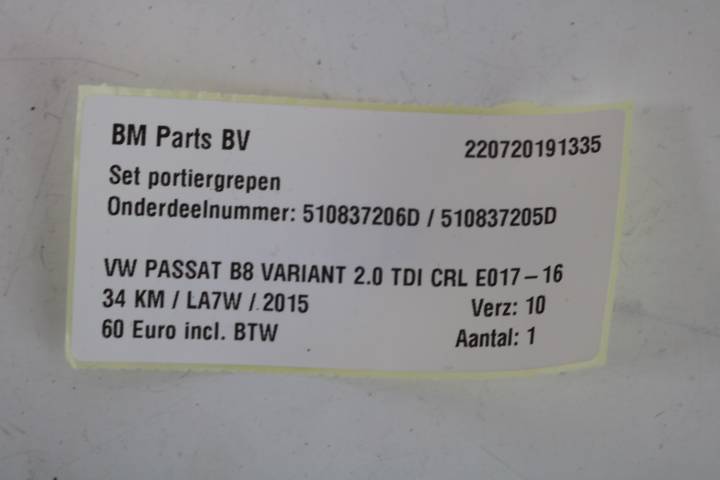 BM Parts BV 220720191335
Set portiergrepen
Onderdeelnummer: 510837206D / 510837205D
VW PASSAT B8 VARIANT 2.0 TDI CRL E017-16
34 KM / LA7W / 2015 Verz: 10
60 Euro incl. BTW Aantal: 1